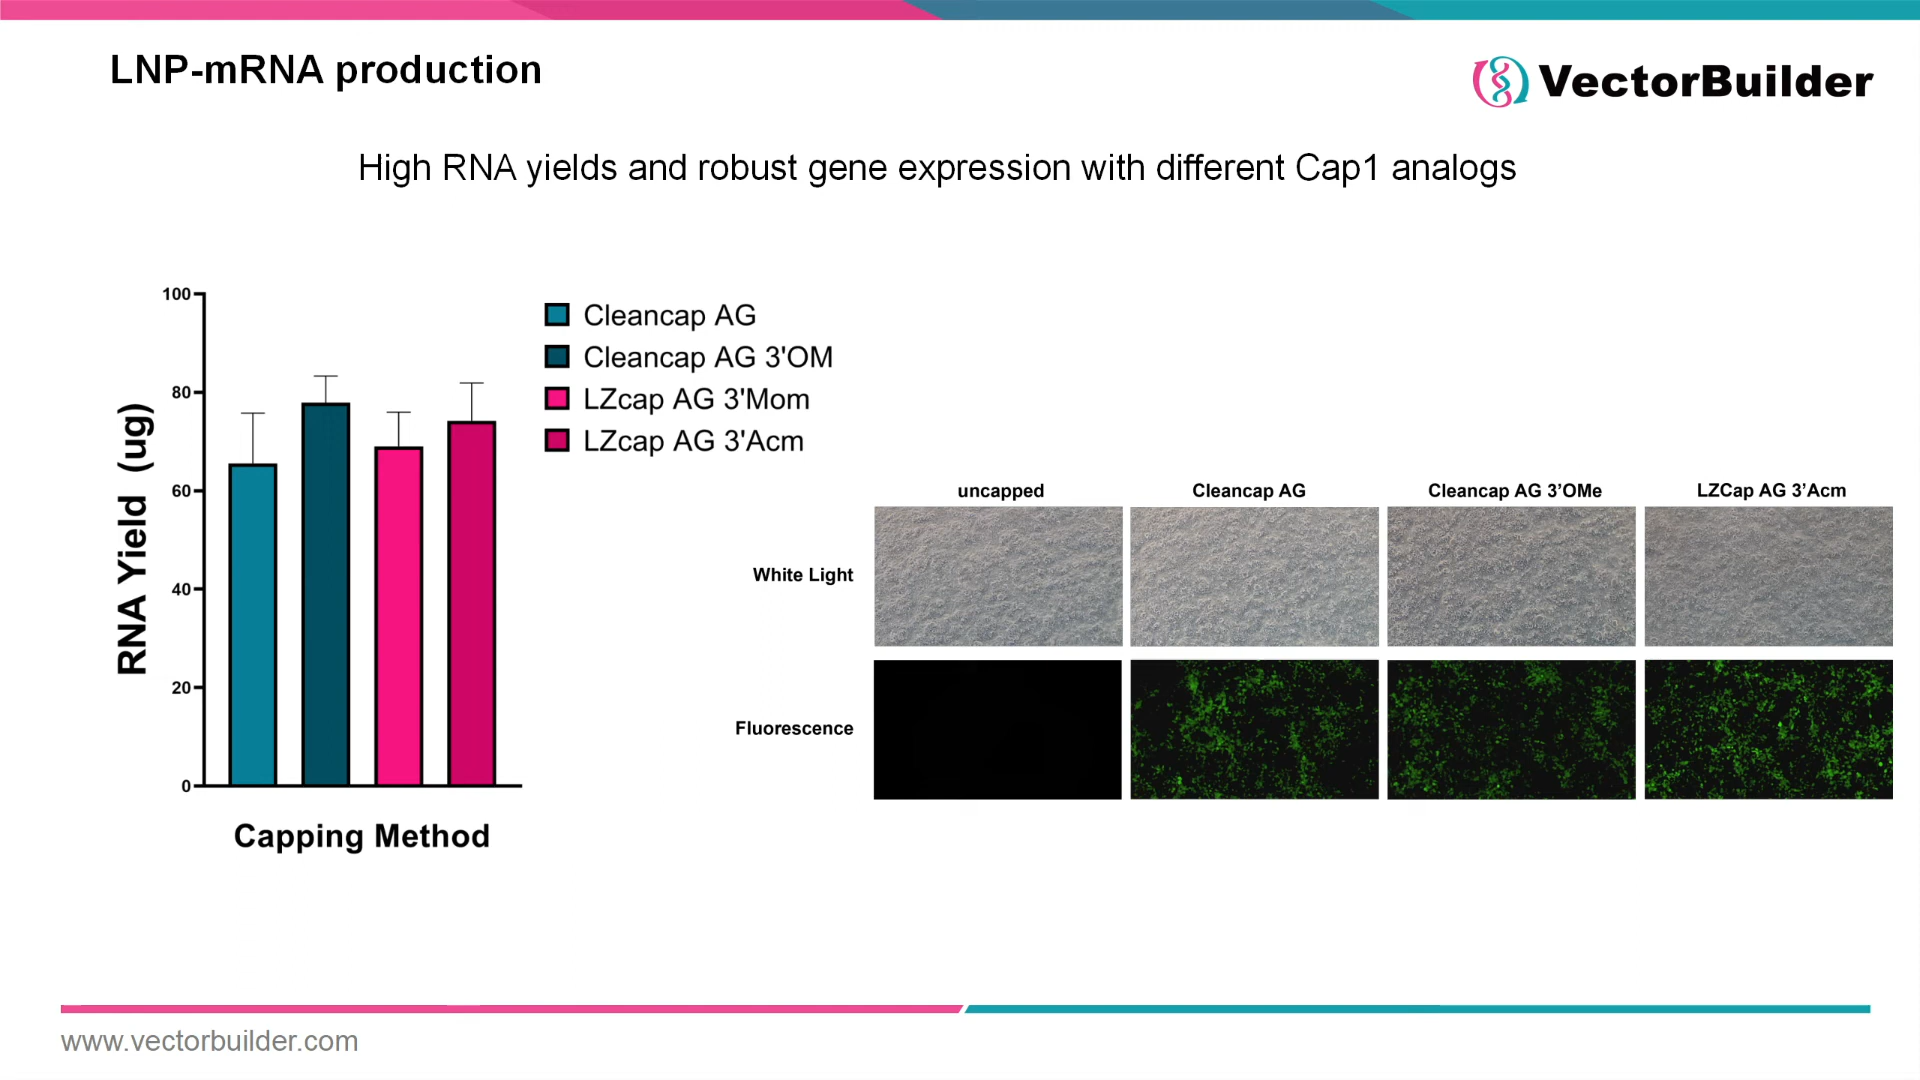 LNP-mRNA production
VectorBuilder
High RNA yields and robust gene expression with different Cap1 analogs
100
80
60
40
20
0
RNA Yield (ug)
Capping Method
Cleancap AG
Cleancap AG 3'OM
LZcap AG 3'Mom
LZcap AG 3'Acm
uncapped
Cleancap AG
Cleancap AG 3’OMe
LZCap AG 3’Acm
White Light
Fluorescence
www.vectorbuilder.com